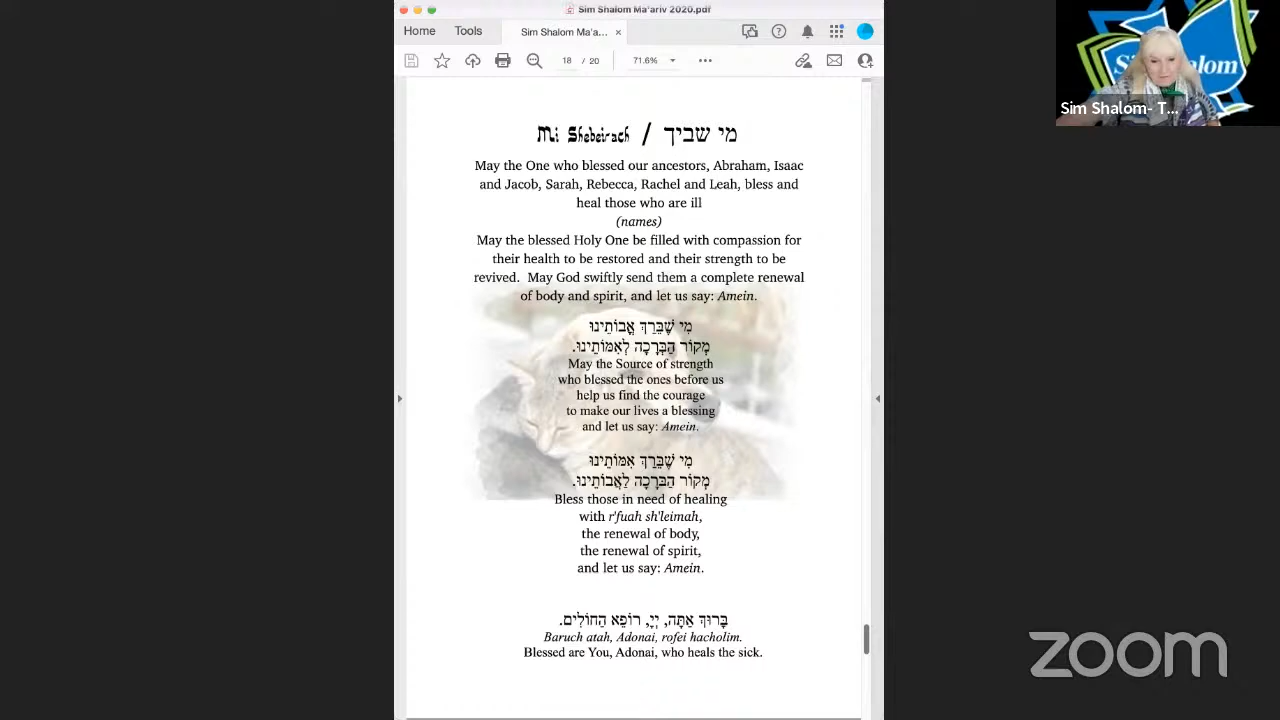 Sim Shalom Ma'ariv 2020.pdf
Home
Tools
Sim Shalom Ma'a...
×
18 / 20
71.6%
Mi Shebeirach / מי שביך
May the One who blessed our ancestors, Abraham, Isaac
and Jacob, Sarah, Rebecca, Rachel and Leah, bless and
heal those who are ill
(names)
May the blessed Holy One be filled with compassion for
their health to be restored and their strength to be
revived. May God swiftly send them a complete renewal
of body and spirit, and let us say: Amein.
מִי שֶׁבֵּרַךְ אֲבוֹתֵינוּ
מְקוֹר הַבְּרָכָה לְאִמּוֹתֵינוּ.
May the Source of strength
who blessed the ones before us
help us find the courage
to make our lives a blessing
and let us say: Amein.
מִי שֶׁבֵּרַךְ אִמּוֹתֵינוּ
מְקוֹר הַבְּרָכָה לַאֲבוֹתֵינוּ.
Bless those in need of healing
with r'fuah sh'leimah,
the renewal of body,
the renewal of spirit,
and let us say: Amein.
בָּרוּךְ אַתָּה, יְיָ, רוֹפֵא הַחוֹלִים.
Baruch atah, Adonai, rofei hacholim.
Blessed are You, Adonai, who heals the sick.
Sim Shalom- T...
zoom